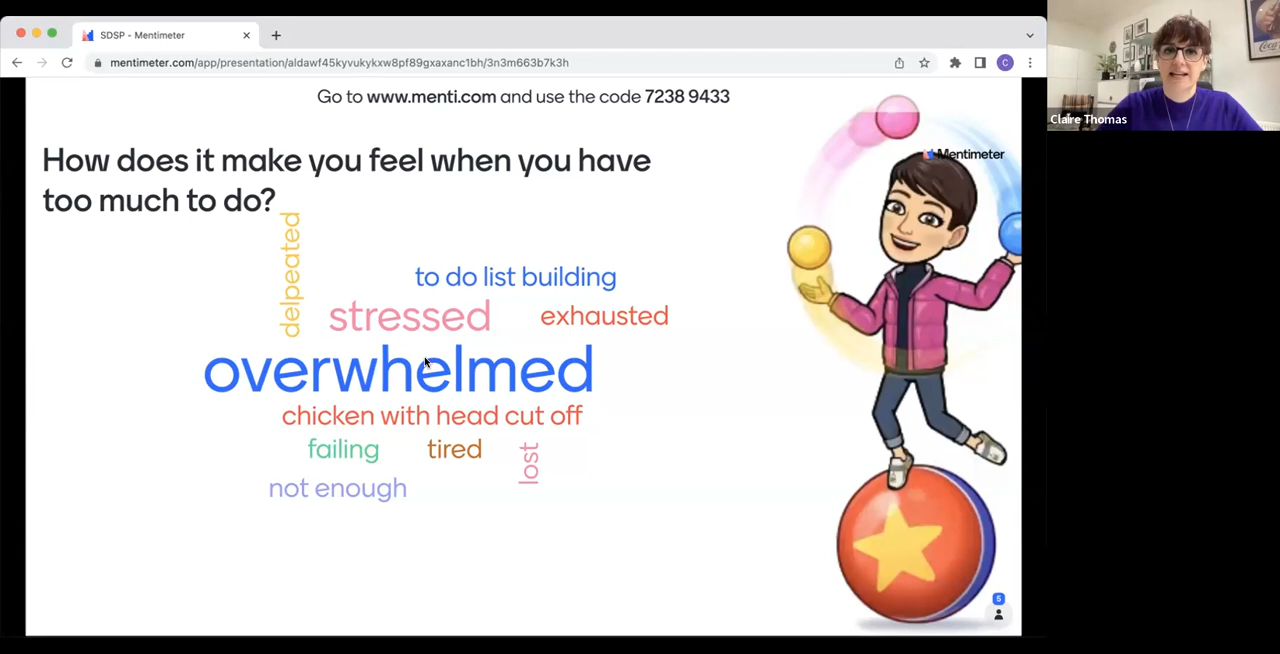 SDSP - Mentimeter
mentimeter.com/app/presentation/aldawf45kyvukykxw8pf89gxaxanc1bh/3n3m663b7k3h
C
Claire Thomas
Go to www.menti.com and use the code 7238 9433
Mentimeter
How does it make you feel when you have
too much to do?
delpeated
to do list building
stressed
exhausted
overwhelmed
chicken with head cut off
failing
tired
lost
not enough
5